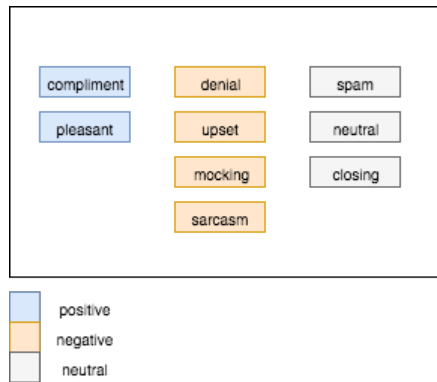 compliment denial spam
pleasant upset neutral
mocking closing
sarcasm
positive
negative
neutral